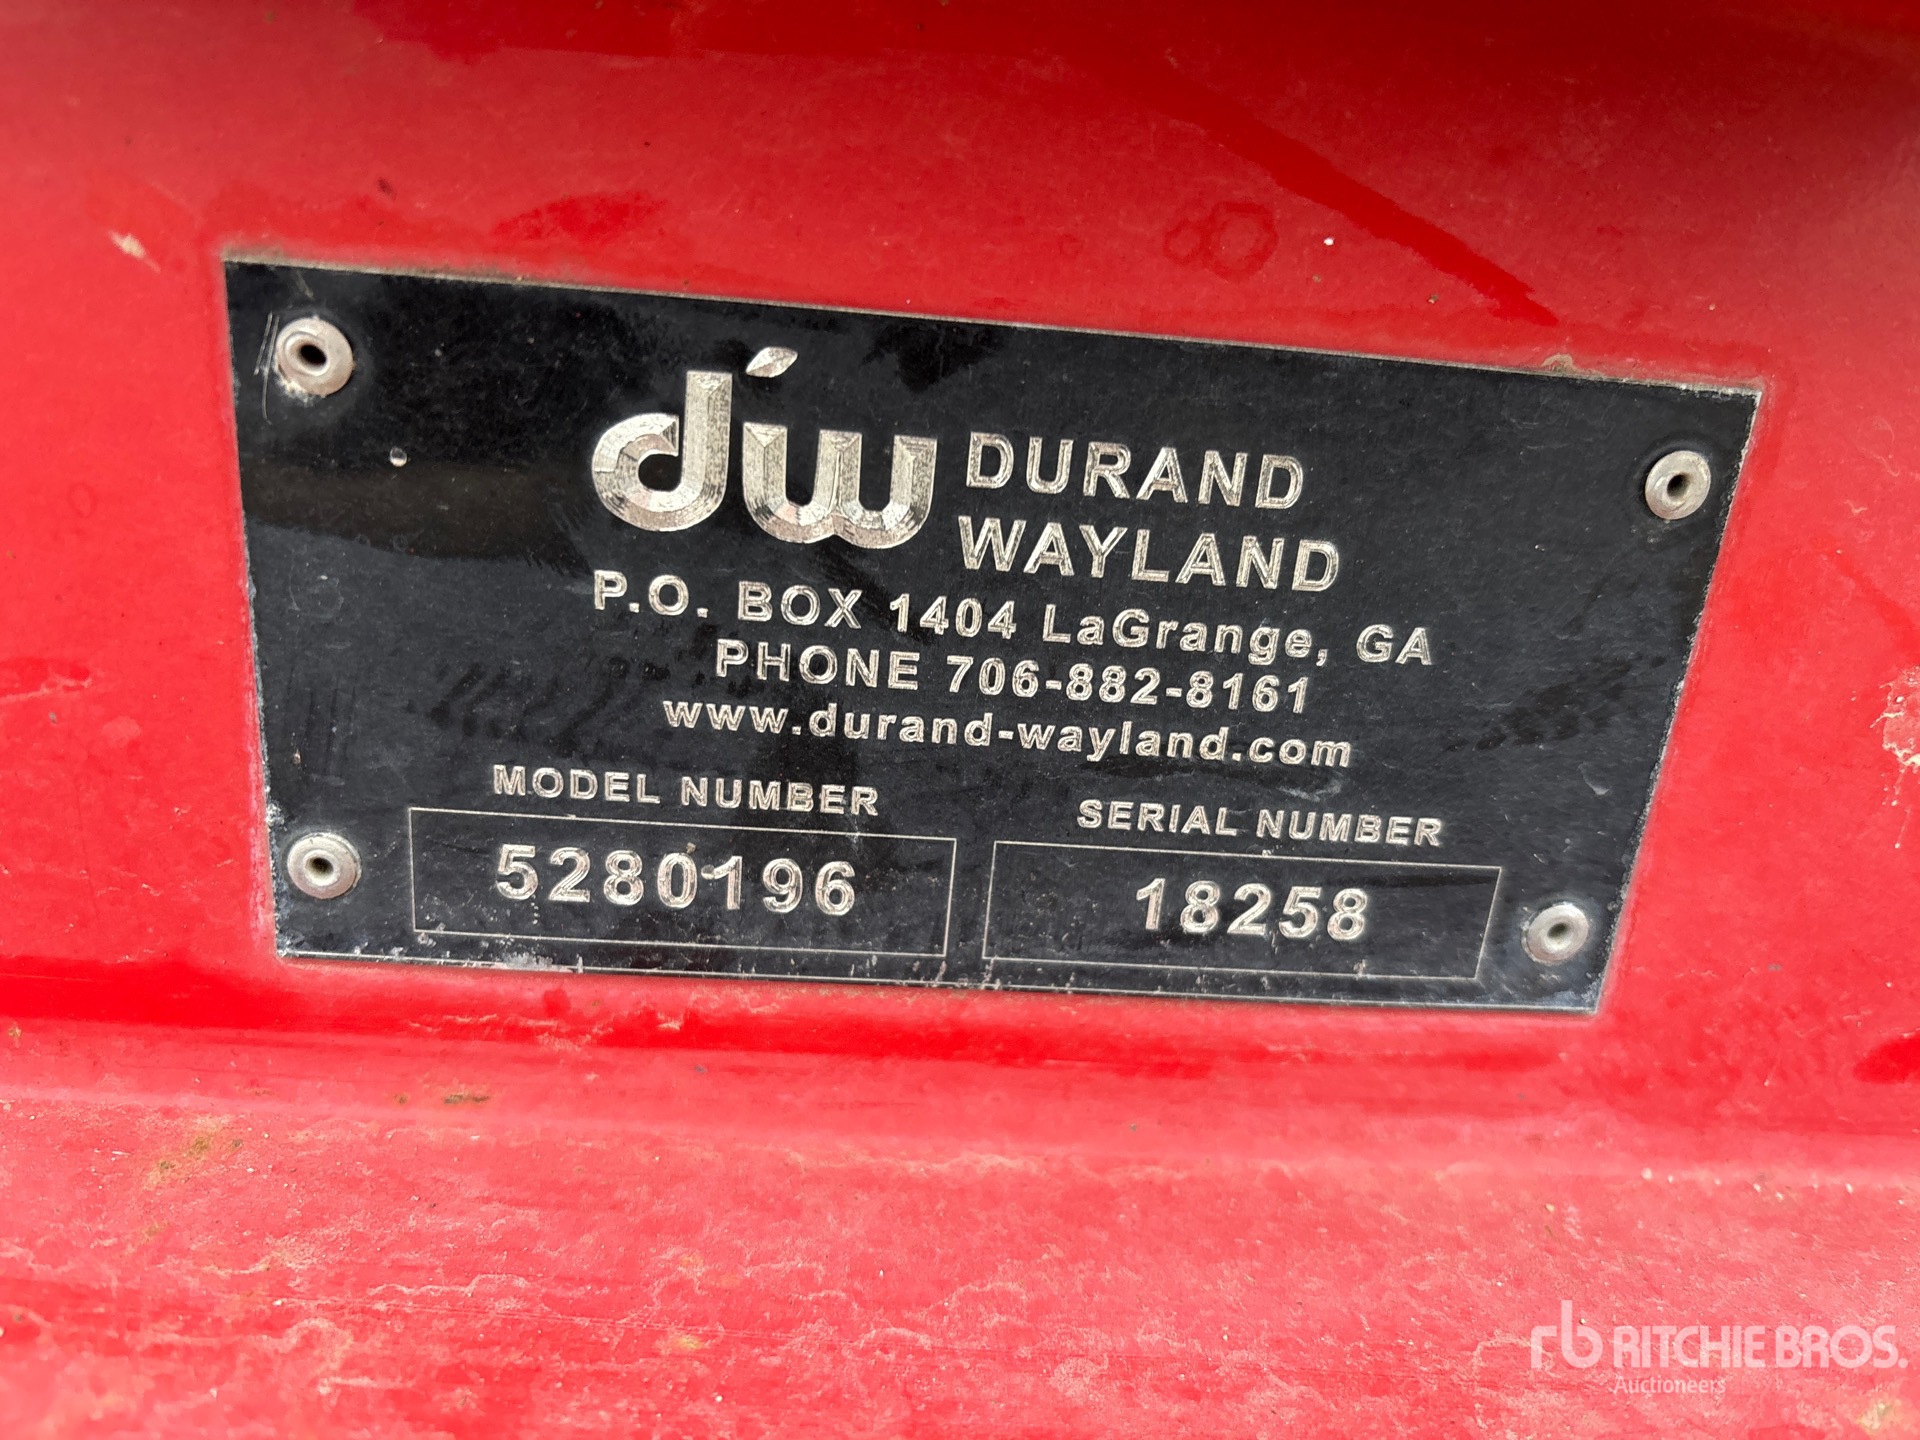 dw DURAND
WAYLAND
P.O. BOX 1404 LaGrange, GA
PHONE 706-882-8161
www.durand-wayland.com
MODEL NUMBER
5280196
SERIAL NUMBER
18258
rb RITCHIE BROS.
Auctioneers